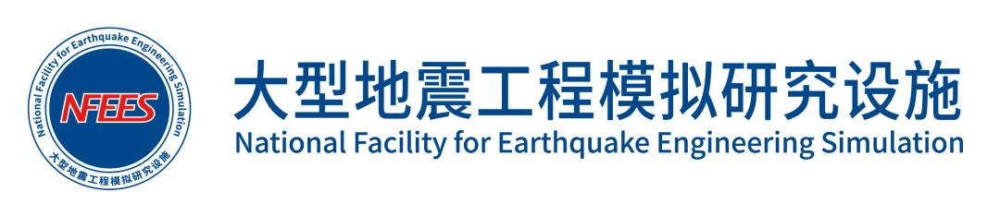 National Facility for Earthquake Engineering Simulation
NFEES
大型地震工程模拟研究设施
大型地震工程模拟研究设施
National Facility for Earthquake Engineering Simulation